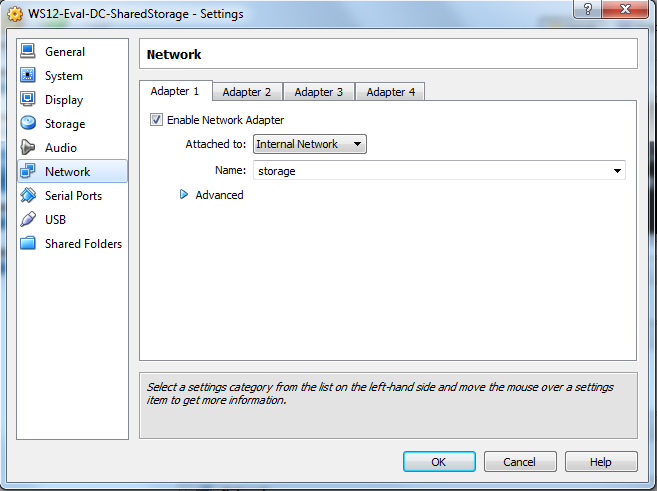 WS12-Eval-DC-SharedStorage - Settings
?
General
System
Display
Storage
Audio
Network
Serial Ports
USB
Shared Folders
Network
Adapter 1 Adapter 2 Adapter 3 Adapter 4
Enable Network Adapter
Attached to: Internal Network
Name: storage
Advanced
Select a settings category from the list on the left-hand side and move the mouse over a settings
item to get more information.
OK Cancel Help